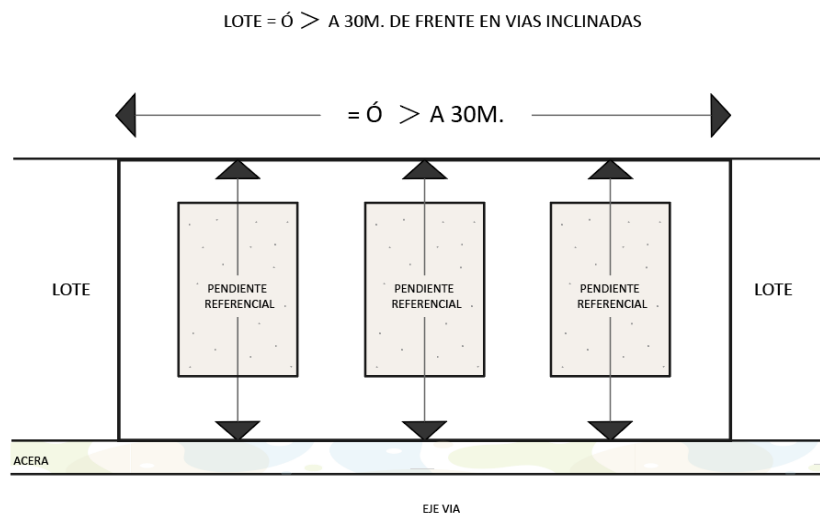 LOTE = Ó > A 30M. DE FRENTE EN VIAS INCLINADAS
= Ó > A 30M.
LOTE
PENDIENTE
REFERENCIAL
PENDIENTE
REFERENCIAL
PENDIENTE
REFERENCIAL
LOTE
ACERA
EJE VIA